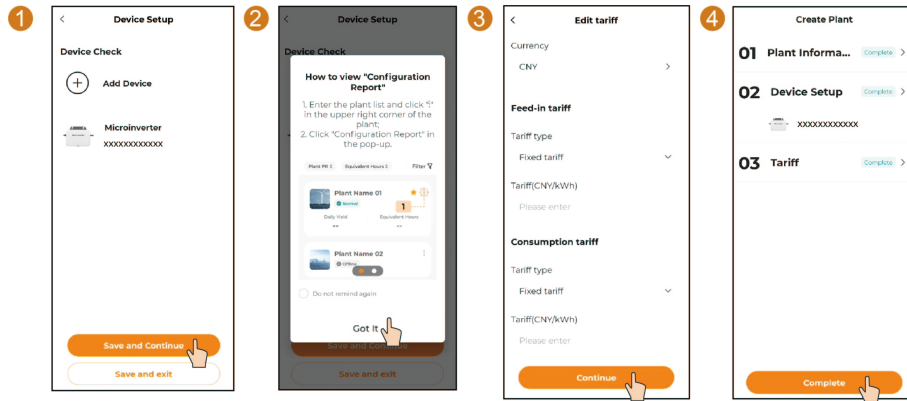 1
Device Setup
Device Check
Add Device
Microinverter
XXXXXXXXXXXX
Save and Continue
Save and exit
2
Device Setup
Device Check
How to view "Configuration
Report"
1. Enter the plant list and click "⋮"
in the upper right corner of the
plant;
2. Click "Configuration Report" in
the pop-up.
Plant PR
Equivalent Hours
Filter
Plant Name 01
Normal
1
Daily Yield
Equivalent Hours
--
--
Plant Name 02
Offline
Do not remind again
Got It
Save and Continue
Save and exit
3
Edit tariff
Currency
CNY
Feed-in tariff
Tariff type
Fixed tariff
Tariff(CNY/kWh)
Please enter
Consumption tariff
Tariff type
Fixed tariff
Tariff(CNY/kWh)
Please enter
Continue
4
Create Plant
01 Plant Informa... Complete
02 Device Setup Complete
XXXXXXXXXXXX
03 Tariff Complete
Complete